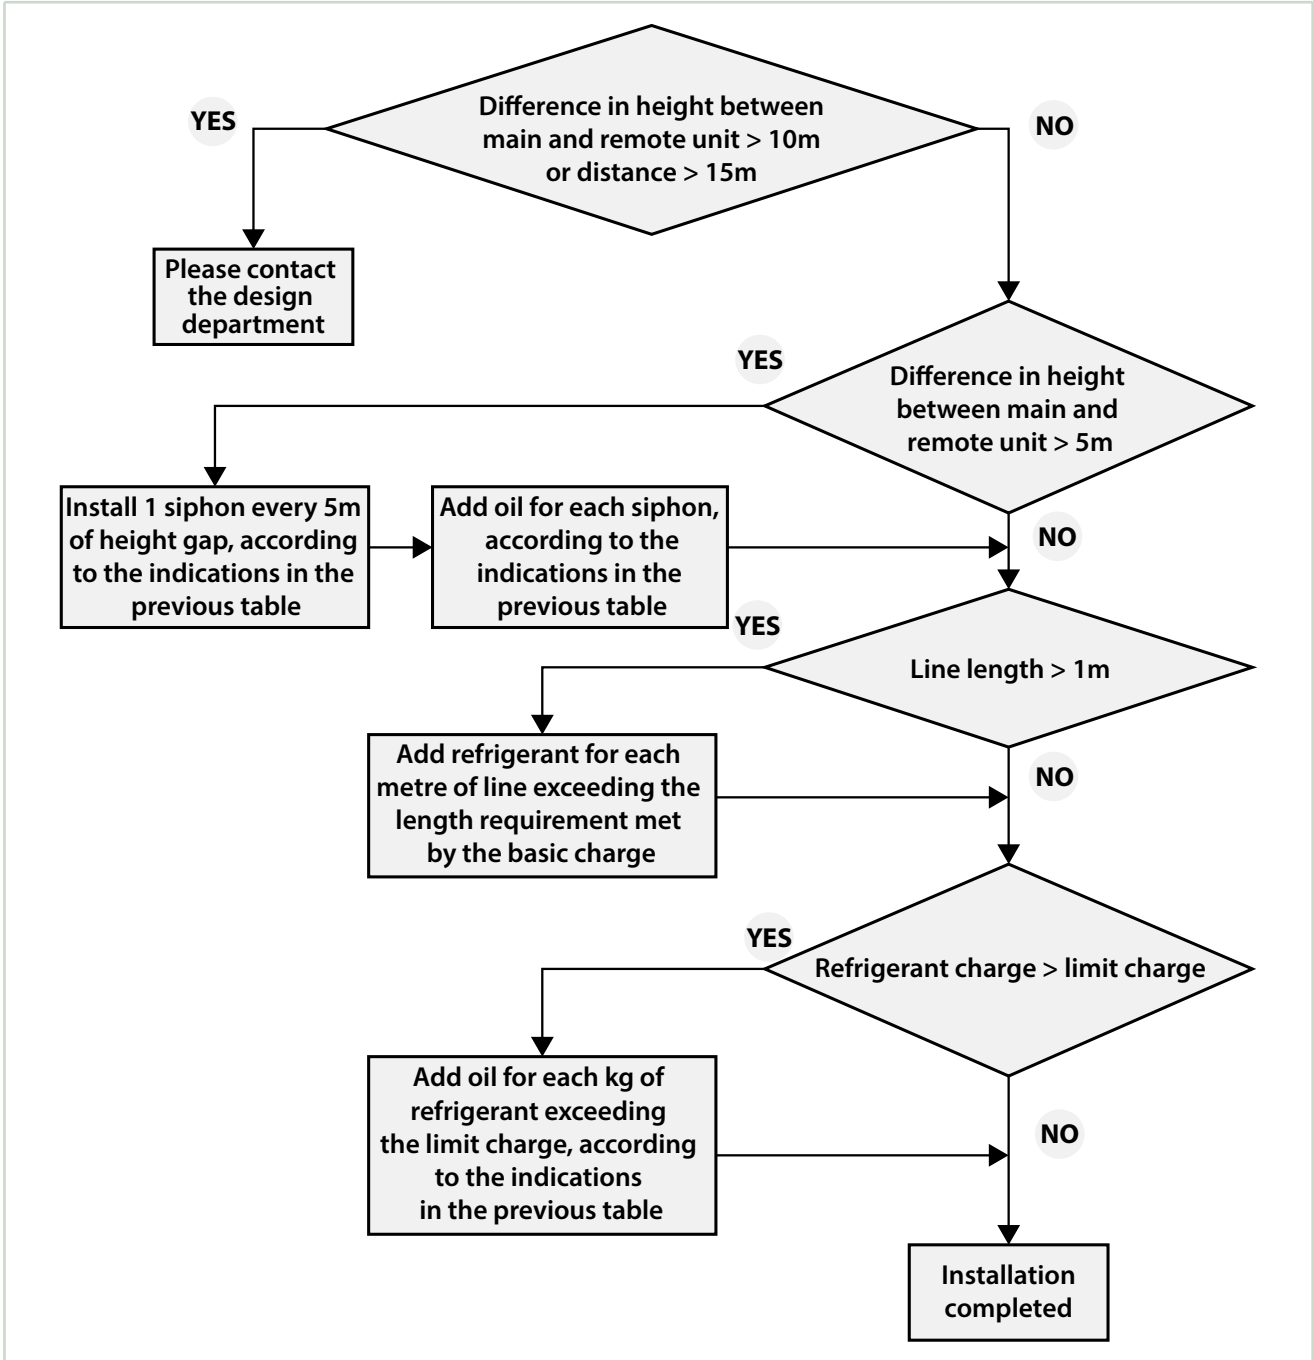 Difference in height between
main and remote unit > 10m
or distance > 15m
YES
NO
Please contact
the design
department
YES
Difference in height
between main and
remote unit > 5m
Install 1 siphon every 5m
of height gap, according
to the indications in the
previous table
Add oil for each siphon,
according to the
indications in the
previous table
NO
YES
Line length > 1m
Add refrigerant for each
metre of line exceeding the
length requirement met
by the basic charge
NO
YES
Refrigerant charge > limit charge
Add oil for each kg of
refrigerant exceeding
the limit charge, according
to the indications
in the previous table
NO
Installation
completed